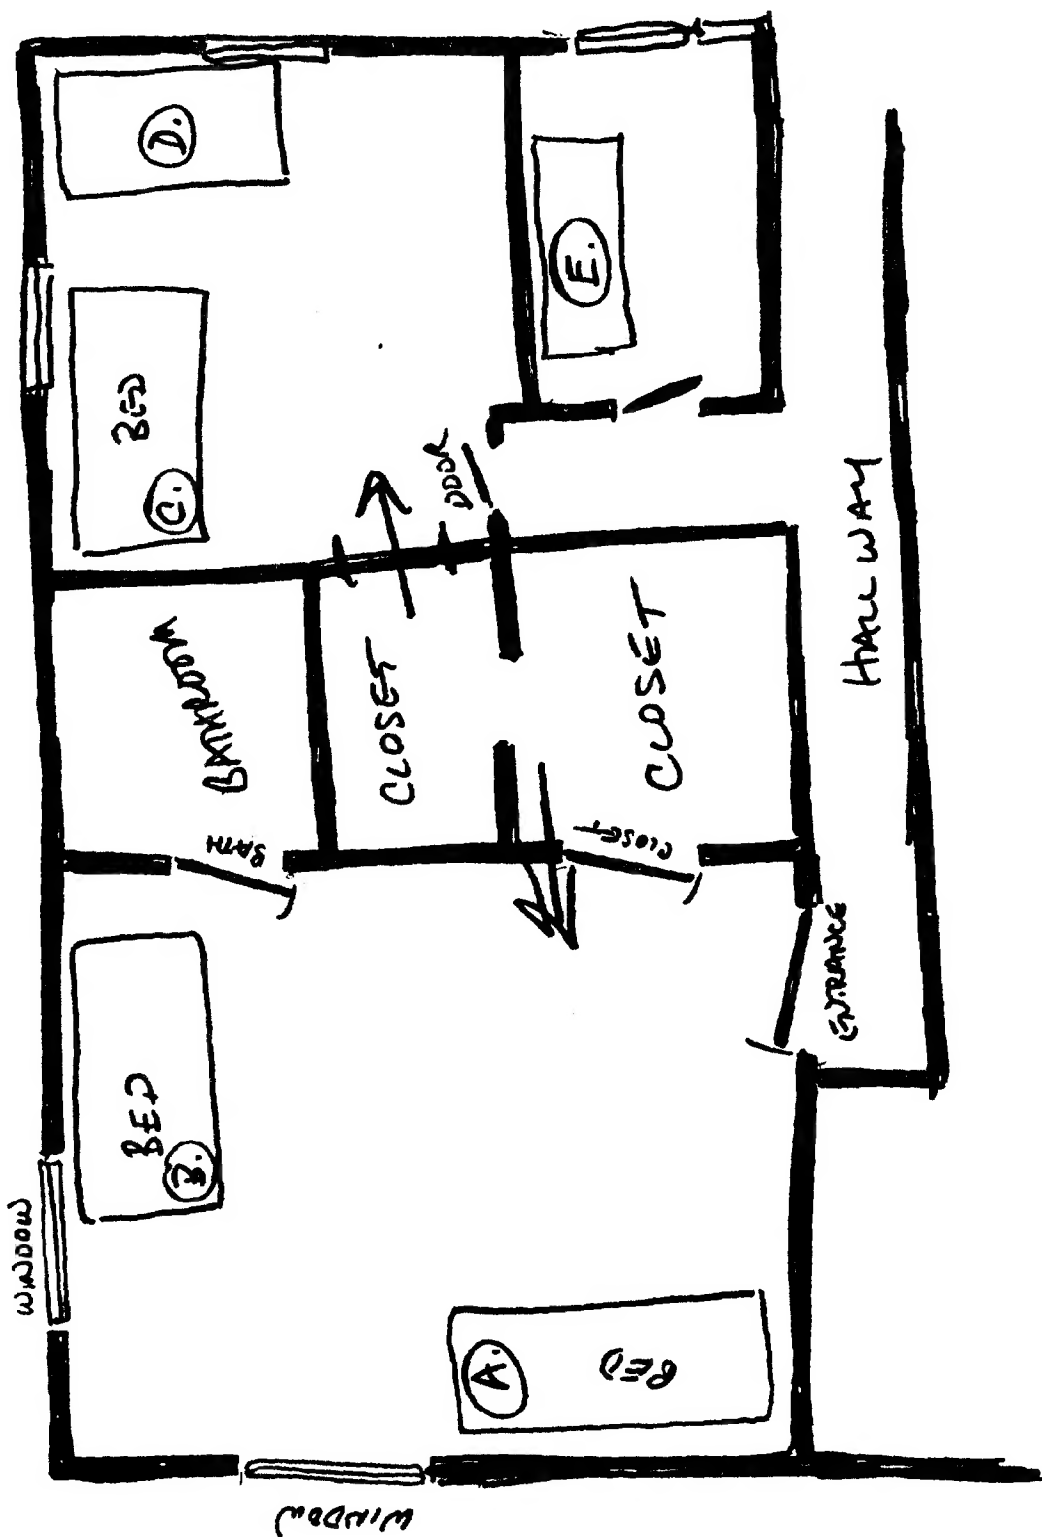 WINDOW
BED
B.
BATH
BATHROOM
BED
C.
D.
WINDOW
A.
BED
CLOSET
CLOSET
CLOSET
DOOR
E.
ENTRANCE
HALLWAY